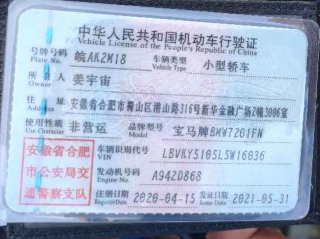 中华人民共和国机动车行驶证
Vehicle License of the People's Republic of China
号牌号码 皖AK2M18 车辆类型 小型轿车
Plate No. Vehicle Type
所有人 姜宇宙
Owner
住址 安徽省合肥市蜀山区潜山路316号新华金融广场2幢3006室
Address
使用性质 非营运 品牌型号 宝马牌BMW7201FN
Use Character Model
安徽省合肥
市公安局交
通警察支队
车辆识别代号 LBVKY5105LSW16036
VIN
发动机号码 A942D868
Engine No.
注册日期 2020-04-15 发证日期 2021-05-31
Register Date Issue Date